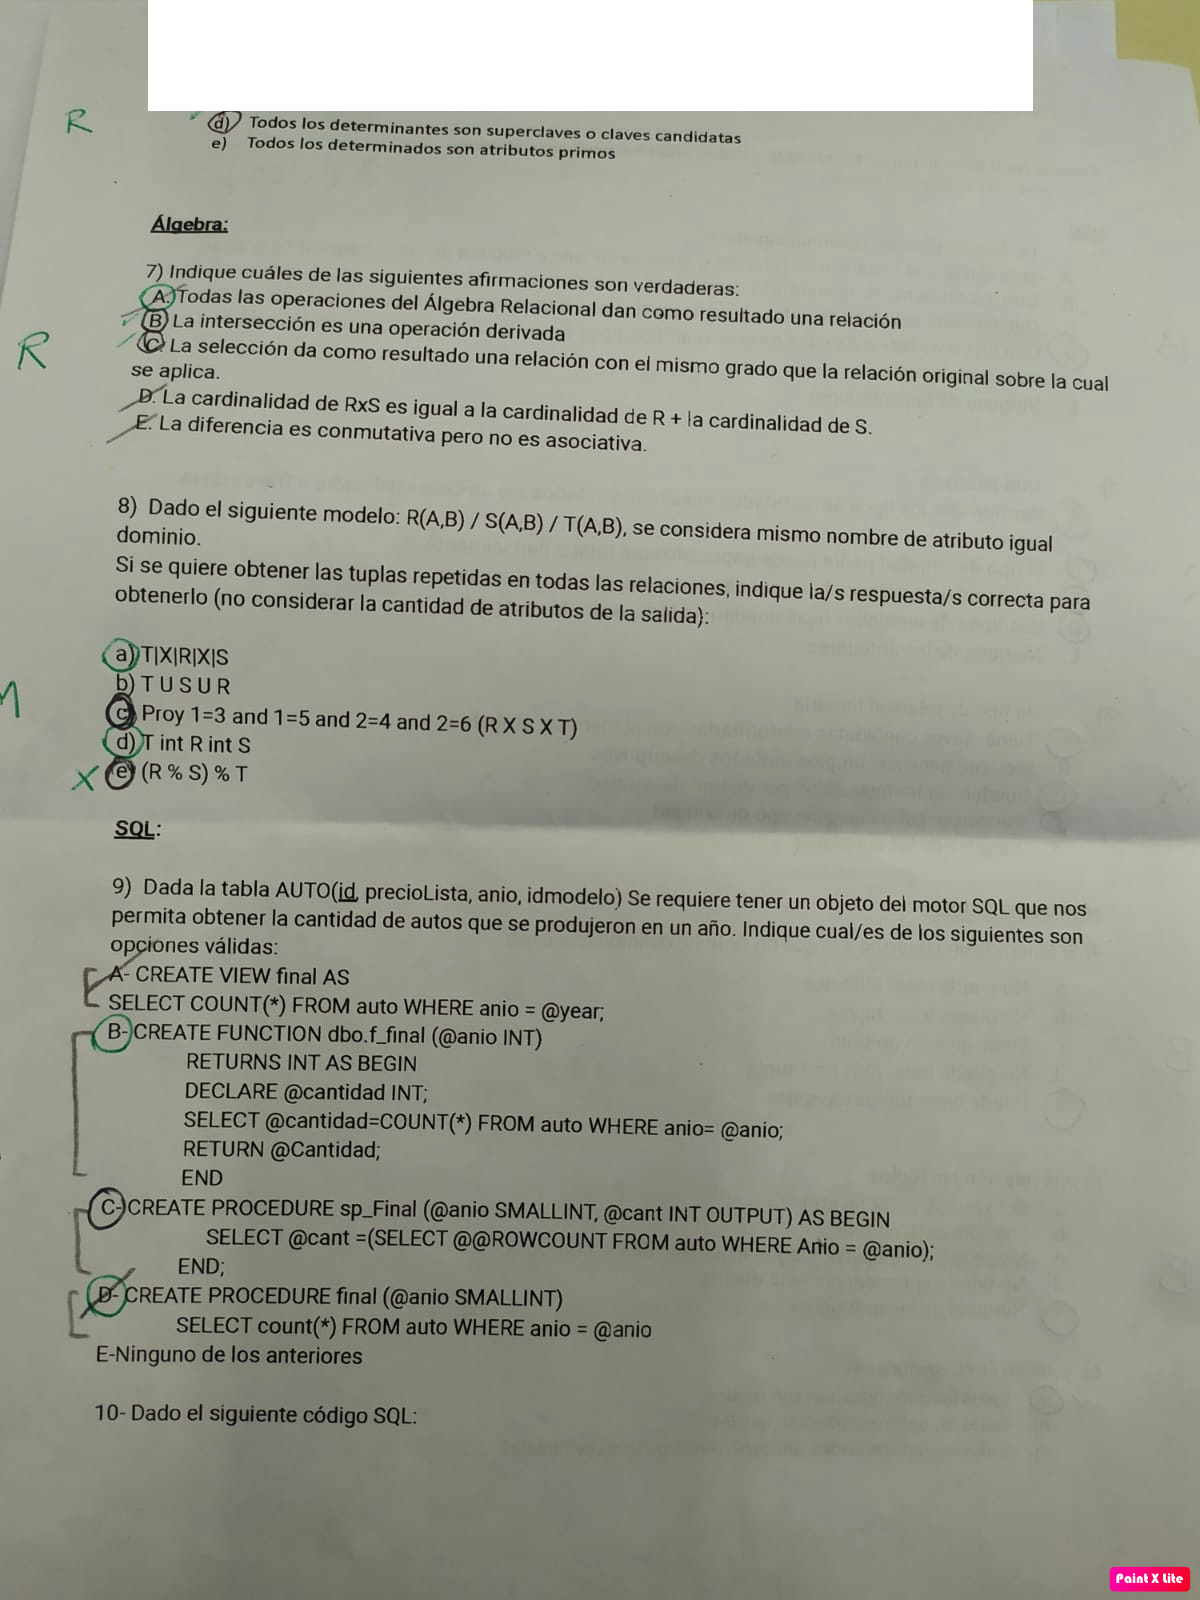 R
d) Todos los determinantes son superclaves o claves candidatas
e) Todos los determinados son atributos primos
Álgebra:
7) Indique cuáles de las siguientes afirmaciones son verdaderas:
A. Todas las operaciones del Álgebra Relacional dan como resultado una relación
B. La intersección es una operación derivada
R
C. La selección da como resultado una relación con el mismo grado que la relación original sobre la cual
se aplica.
D. La cardinalidad de RxS es igual a la cardinalidad de R + la cardinalidad de S.
E. La diferencia es conmutativa pero no es asociativa.
8) Dado el siguiente modelo: R(A,B) / S(A,B) / T(A,B), se considera mismo nombre de atributo igual
dominio.
Si se quiere obtener las tuplas repetidas en todas las relaciones, indique la/s respuesta/s correcta para
obtenerlo (no considerar la cantidad de atributos de la salida):
a) T|X|R|X|S
b) T U S U R
M
c) Proy 1=3 and 1=5 and 2=4 and 2=6 (R X S X T)
d) T int R int S
X e) (R % S) % T
SQL:
9) Dada la tabla AUTO(id, precioLista, anio, idmodelo) Se requiere tener un objeto del motor SQL que nos
permita obtener la cantidad de autos que se produjeron en un año. Indique cual/es de los siguientes son
opciones válidas:
A- CREATE VIEW final AS
SELECT COUNT(*) FROM auto WHERE anio = @year;
B- CREATE FUNCTION dbo.f_final (@anio INT)
RETURNS INT AS BEGIN
DECLARE @cantidad INT;
SELECT @cantidad=COUNT(*) FROM auto WHERE anio= @anio;
RETURN @Cantidad;
END
C- CREATE PROCEDURE sp_Final (@anio SMALLINT, @cant INT OUTPUT) AS BEGIN
SELECT @cant =(SELECT @@ROWCOUNT FROM auto WHERE Anio = @anio);
END;
D- CREATE PROCEDURE final (@anio SMALLINT)
SELECT count(*) FROM auto WHERE anio = @anio
E-Ninguno de los anteriores
10- Dado el siguiente código SQL:
Paint X Lite